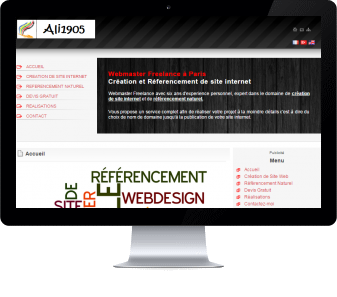 Ali1905
ACCUEIL
CRÉATION DE SITE INTERNET
RÉFÉRENCEMENT NATUREL
DEVIS GRATUIT
RÉALISATIONS
CONTACT
Webmaster Freelance à Paris
Création et Référencement de site internet
Webmaster Freelance avec six ans d'expérience personnel, expert dans le domaine de création
de site internet et de référencement naturel.
Vous propose un service complet afin de réaliser votre projet à la moindre détails c'est à dire du
choix de nom de domaine jusqu'à la publication de votre site internet.
Accueil
RÉFÉRENCEMENT
WEBDESIGN
SITE
DE
Menu
Accueil
Création de Site Web
Référencement Naturel
Devis Gratuit
Réalisations
Contactez-moi